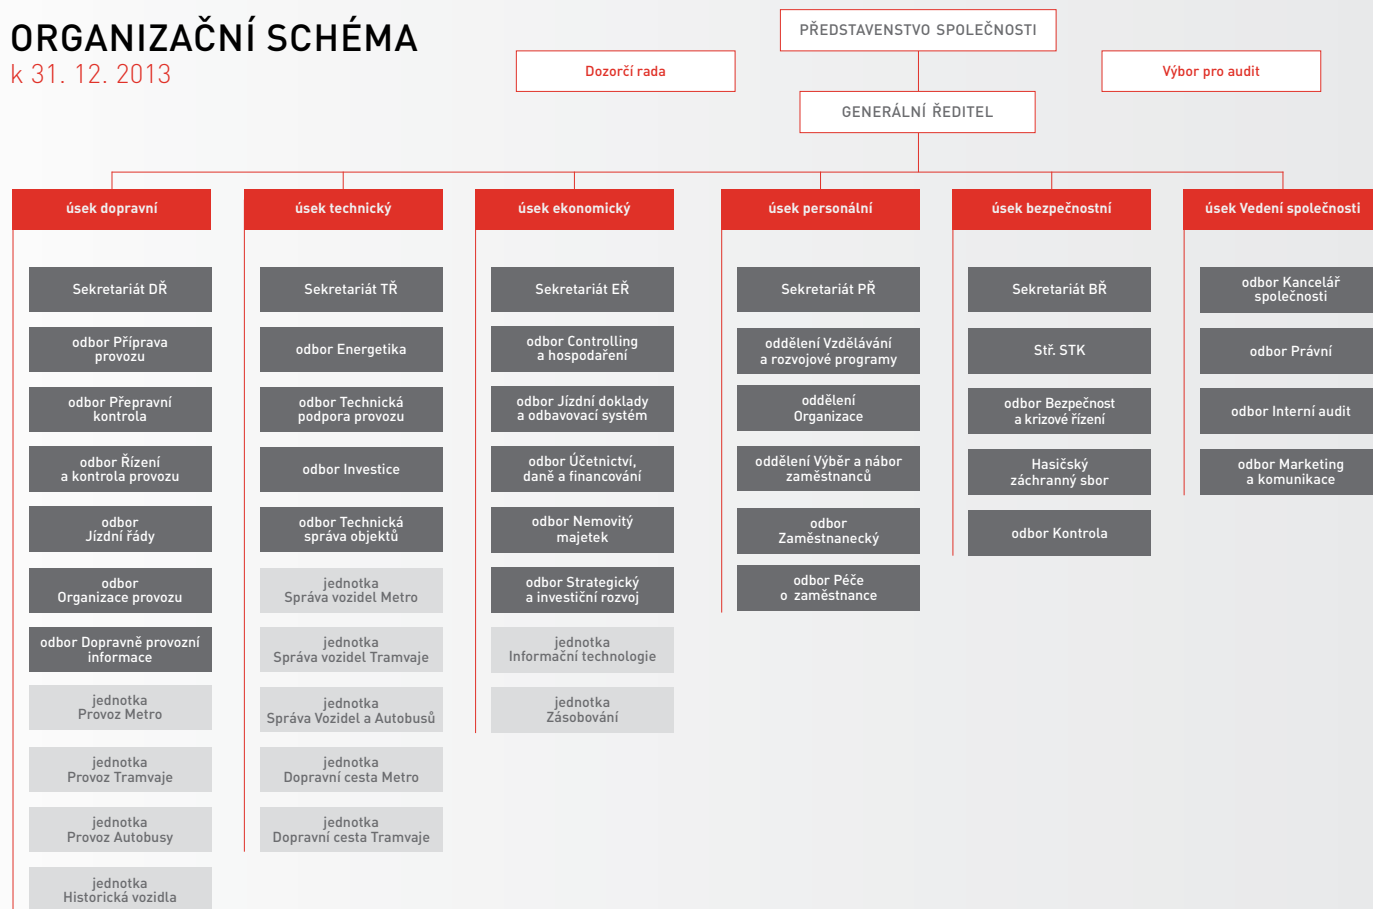 ORGANIZAČNÍ SCHÉMA
k 31. 12. 2013
PŘEDSTAVENSTVO SPOLEČNOSTI
Dozorčí rada
Výbor pro audit
GENERÁLNÍ ŘEDITEL
úsek dopravní
Sekretariát DŘ
odbor Příprava
provozu
odbor Přepravní
kontrola
odbor Řízení
a kontrola provozu
odbor
Jízdní řády
odbor
Organizace provozu
odbor Dopravně provozní
informace
jednotka
Provoz Metro
jednotka
Provoz Tramvaje
jednotka
Provoz Autobusy
jednotka
Historická vozidla
úsek technický
Sekretariát TŘ
odbor Energetika
odbor Technická
podpora provozu
odbor Investice
odbor Technická
správa objektů
jednotka
Správa vozidel Metro
jednotka
Správa vozidel Tramvaje
jednotka
Správa Vozidel a Autobusů
jednotka
Dopravní cesta Metro
jednotka
Dopravní cesta Tramvaje
úsek ekonomický
Sekretariát EŘ
odbor Controlling
a hospodaření
odbor Jízdní doklady
a odbavovací systém
odbor Účetnictví,
daně a financování
odbor Nemovitý
majetek
odbor Strategický
a investiční rozvoj
jednotka
Informační technologie
jednotka
Zásobování
úsek personální
Sekretariát PŘ
oddělení Vzdělávání
a rozvojové programy
oddělení
Organizace
oddělení Výběr a nábor
zaměstnanců
odbor
Zaměstnanecký
odbor Péče
o zaměstnance
úsek bezpečnostní
Sekretariát BŘ
Stř. STK
odbor Bezpečnost
a krizové řízení
Hasičský
záchranný sbor
odbor Kontrola
úsek Vedení společnosti
odbor Kancelář
společnosti
odbor Právní
odbor Interní audit
odbor Marketing
a komunikace